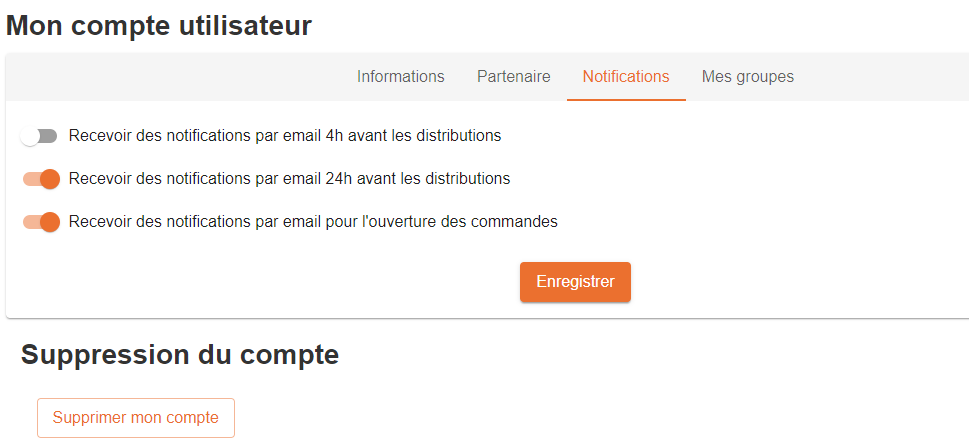 Mon compte utilisateur
Informations Partenaire Notifications Mes groupes
Recevoir des notifications par email 4h avant les distributions
Recevoir des notifications par email 24h avant les distributions
Recevoir des notifications par email pour l'ouverture des commandes
Enregistrer
Suppression du compte
Supprimer mon compte